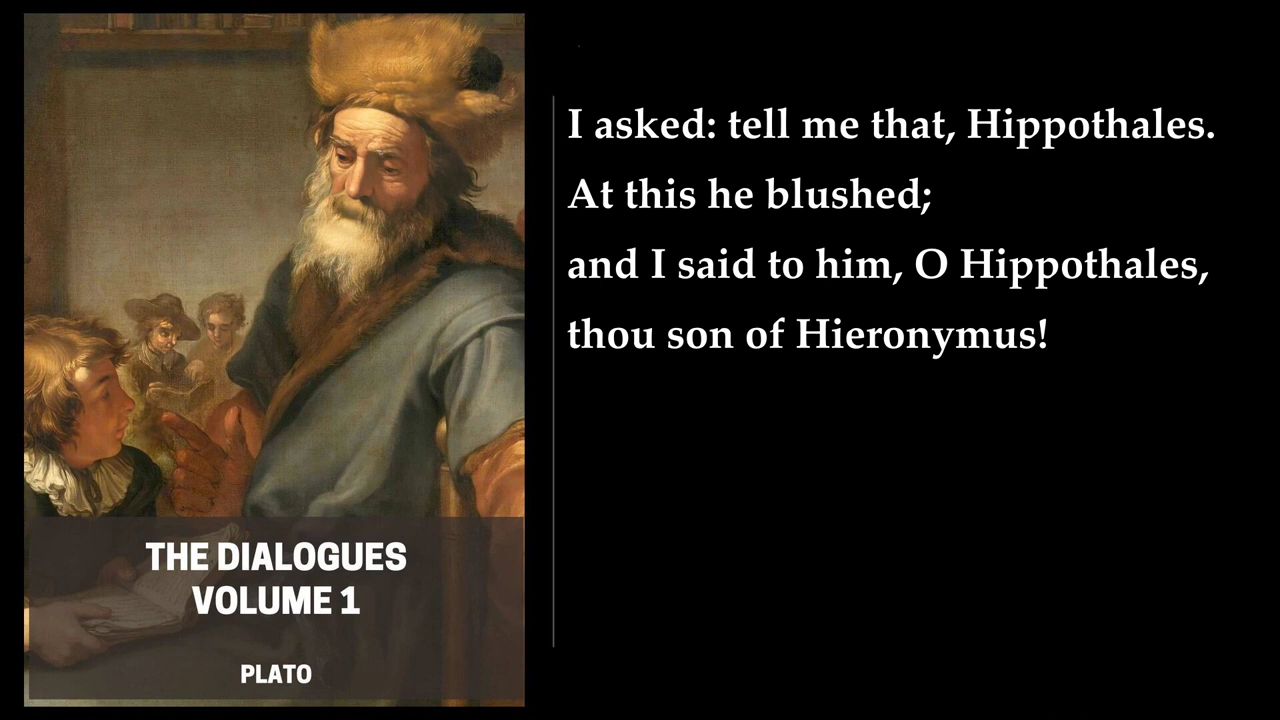 THE DIALOGUES
VOLUME 1
PLATO
I asked: tell me that, Hippothales.
At this he blushed;
and I said to him, O Hippothales,
thou son of Hieronymus!